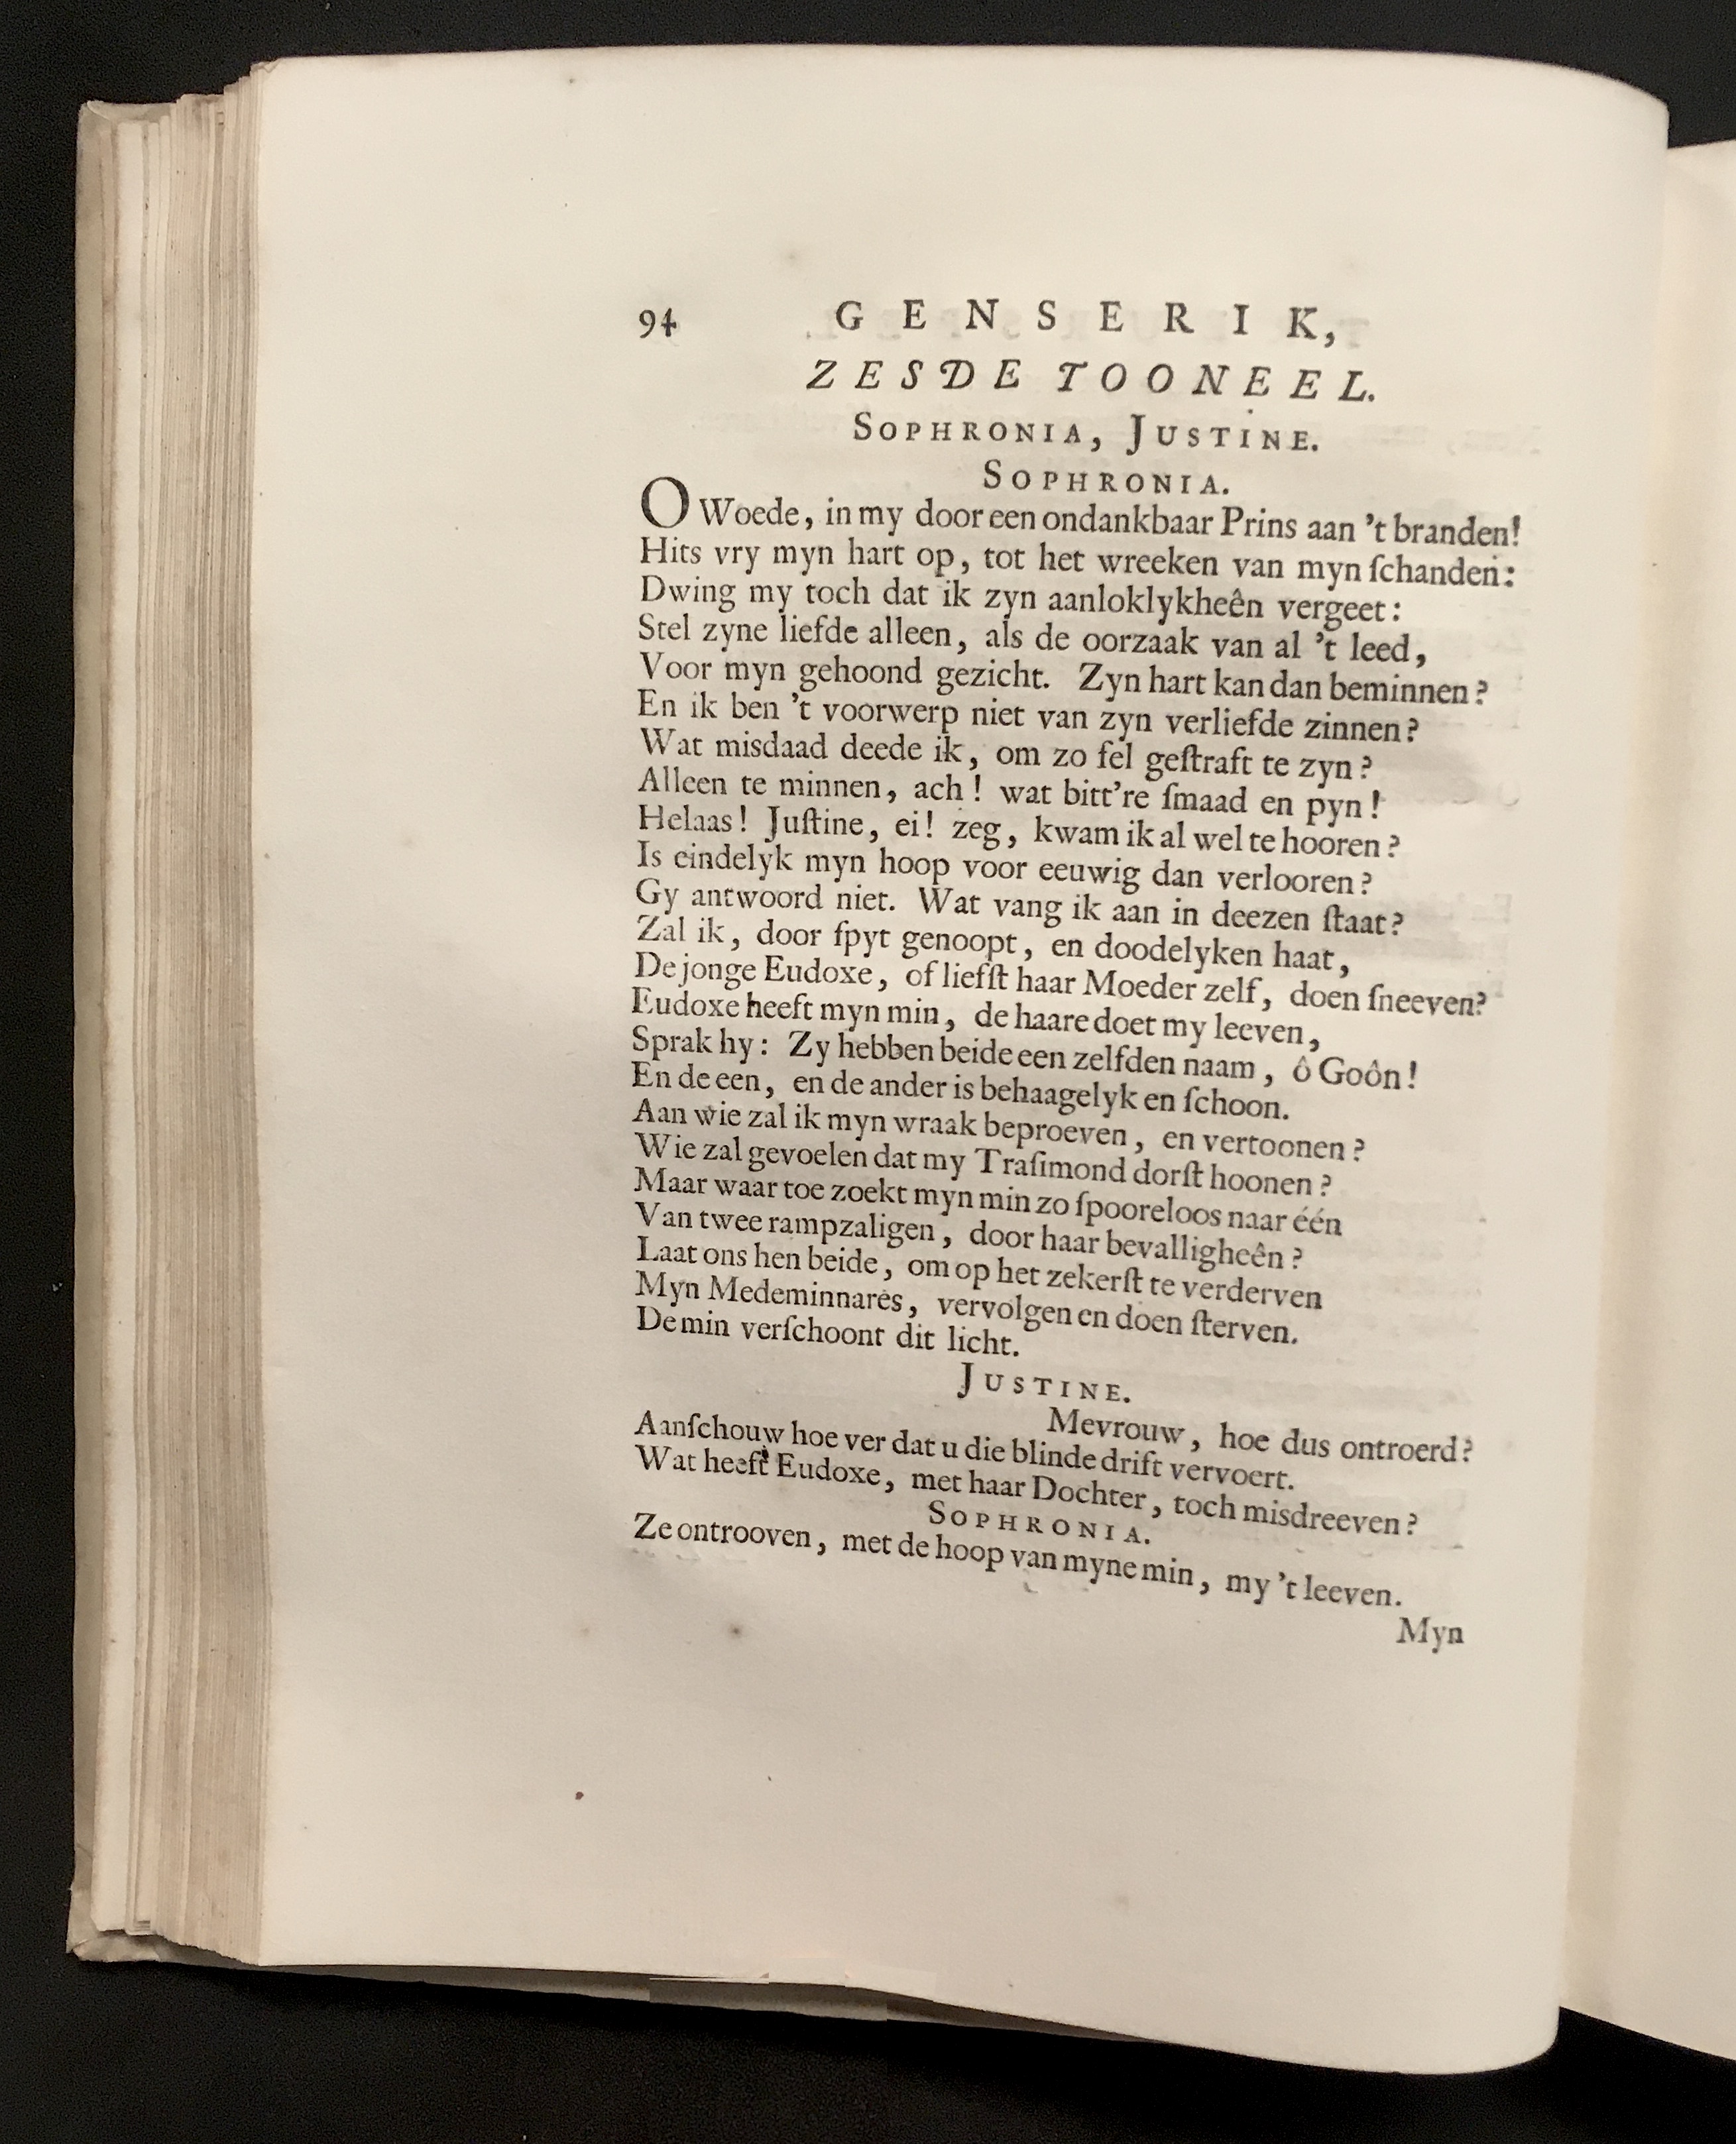 94 GENSERIK,
ZESDE TOONEEL.
SOPHRONIA, JUSTINE.
SOPHRONIA.
O Woede, in my door een ondankbaar Prins aan 't branden!
Hits vry myn hart op, tot het wreeken van myn ſchanden:
Dwing my toch dat ik zyn aanloklykheên vergeet:
Stel zyne liefde alleen, als de oorzaak van al 't leed,
Voor myn gehoond gezicht. Zyn hart kan dan beminnen?
En ik ben 't voorwerp niet van zyn verliefde zinnen?
Wat misdaad deede ik, om zo fel geſtraft te zyn?
Alleen te minnen, ach! wat bitt're ſmaad en pyn!
Helaas! Juſtine, ei! zeg, kwam ik al wel te hooren?
Is eindelyk myn hoop voor eeuwig dan verlooren?
Gy antwoord niet. Wat vang ik aan in deezen ſtaat?
Zal ik, door ſpyt genoopt, en doodelyken haat,
De jonge Eudoxe, of liefſt haar Moeder zelf, doen ſneeven?
Eudoxe heeft myn min, de haare doet my leeven,
Sprak hy: Zy hebben beide een zelfden naam, ô Goôn!
En de een, en de ander is behaagelyk en ſchoon.
Aan wie zal ik myn wraak beproeven, en vertoonen?
Wie zal gevoelen dat my Traſimond dorſt hoonen?
Maar waar toe zoekt myn min zo ſpooreloos naar één
Van twee rampzaligen, door haar bevalligheên?
Laat ons hen beide, om op het zekerſt te verderven
Myn Medeminnares, vervolgen en doen ſterven.
De min verſchoont dit licht.
JUSTINE.
Mevrouw, hoe dus ontroerd?
Aanſchouw hoe ver dat u die blinde drift vervoert.
Wat heeft Eudoxe, met haar Dochter, toch misdreeven?
SOPHRONIA.
Ze ontrooven, met de hoop van myne min, my 't leeven.
Myn